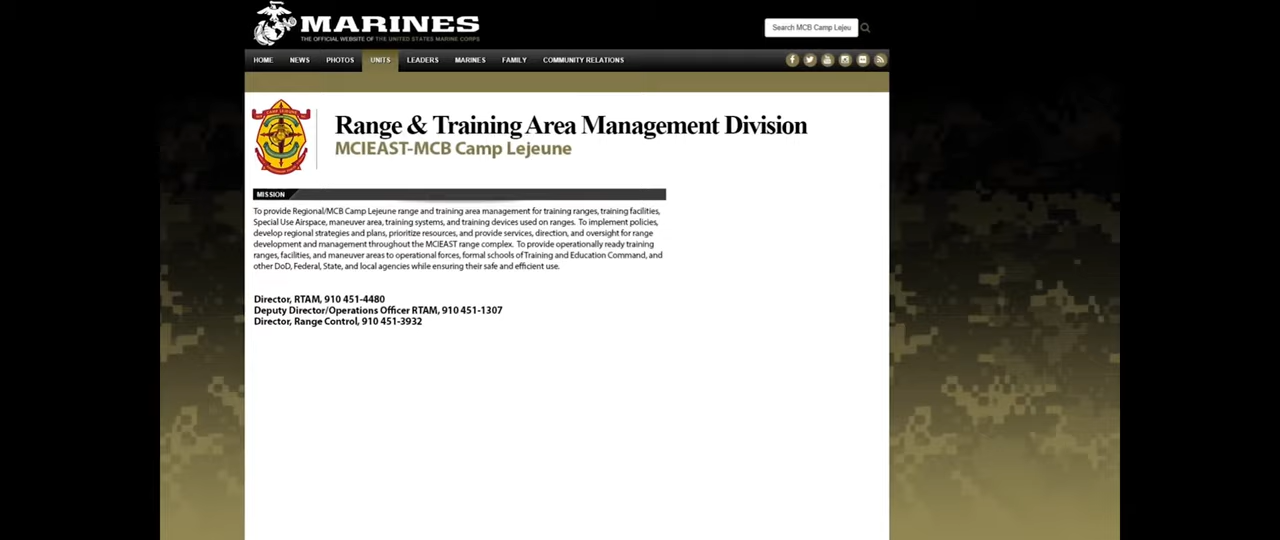 MARINES
THE OFFICIAL WEBSITE OF THE UNITED STATES MARINE CORPS
Search MCB Camp Lejeu
HOME NEWS PHOTOS UNITS LEADERS MARINES FAMILY COMMUNITY RELATIONS
CAMP LEJEUNE
Range & Training Area Management Division
MCIEAST-MCB Camp Lejeune
MISSION
To provide Regional/MCB Camp Lejeune range and training area management for training ranges, training facilities,
Special Use Airspace, maneuver area, training systems, and training devices used on ranges. To implement policies,
develop regional strategies and plans, prioritize resources, and provide services, direction, and oversight for range
development and management throughout the MCIEAST range complex. To provide operationally ready training
ranges, facilities, and maneuver areas to operational forces, formal schools of Training and Education Command, and
other DoD, Federal, State, and local agencies while ensuring their safe and efficient use.
Director, RTAM, 910 451-4480
Deputy Director/Operations Officer RTAM, 910 451-1307
Director, Range Control, 910 451-3932